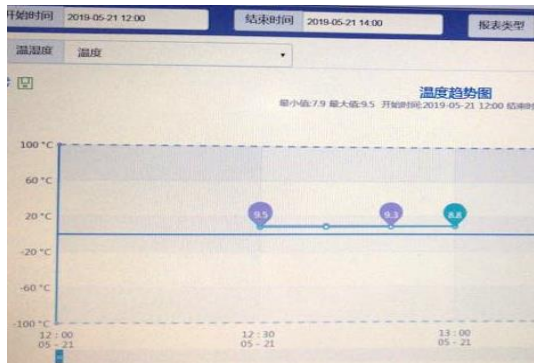 开始时间 2019-05-21 12:00 结束时间 2019-05-21 14:00 报表类型
温湿度 温度
温度趋势图
最小值:7.9 最大值:9.5 开始时间:2019-05-21 12:00 结束时
100 °C
60 °C
20 °C
-20 °C
-60 °C
-100 °C
9.5 9.3 8.8
12:00 12:30 13:00
05-21 05-21 05-21